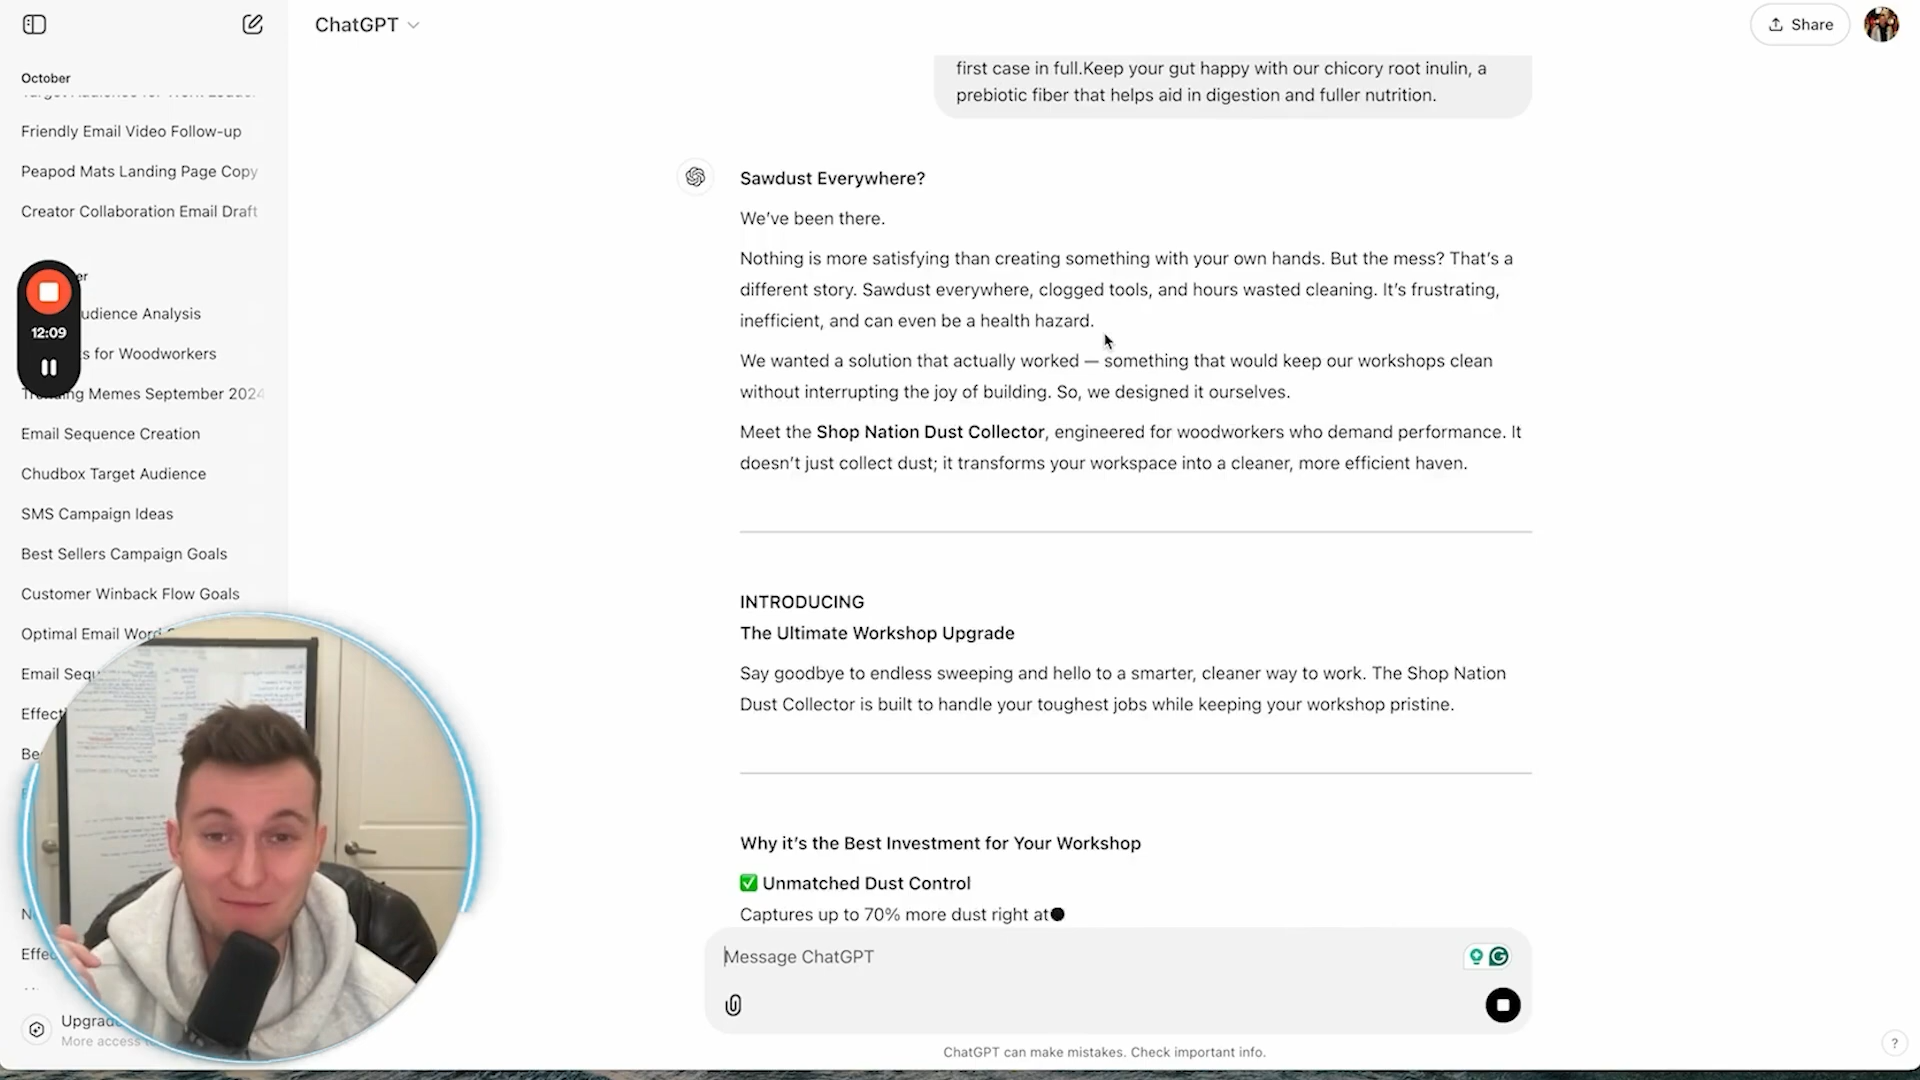 ChatGPT
Share
October
Friendly Email Video Follow-up
Peapod Mats Landing Page Copy
Creator Collaboration Email Draft
er
udience Analysis
12:09
s for Woodworkers
Trending Memes September 2024
Email Sequence Creation
Chudbox Target Audience
SMS Campaign Ideas
Best Sellers Campaign Goals
Customer Winback Flow Goals
Optimal Email Word
Email Sequ
Effect
Be
N
Effe
Upgrade
More access
first case in full.Keep your gut happy with our chicory root inulin, a
prebiotic fiber that helps aid in digestion and fuller nutrition.
Sawdust Everywhere?
We've been there.
Nothing is more satisfying than creating something with your own hands. But the mess? That's a
different story. Sawdust everywhere, clogged tools, and hours wasted cleaning. It's frustrating,
inefficient, and can even be a health hazard.
We wanted a solution that actually worked — something that would keep our workshops clean
without interrupting the joy of building. So, we designed it ourselves.
Meet the Shop Nation Dust Collector, engineered for woodworkers who demand performance. It
doesn't just collect dust; it transforms your workspace into a cleaner, more efficient haven.
INTRODUCING
The Ultimate Workshop Upgrade
Say goodbye to endless sweeping and hello to a smarter, cleaner way to work. The Shop Nation
Dust Collector is built to handle your toughest jobs while keeping your workshop pristine.
Why it's the Best Investment for Your Workshop
✅ Unmatched Dust Control
Captures up to 70% more dust right at
Message ChatGPT
ChatGPT can make mistakes. Check important info.
?